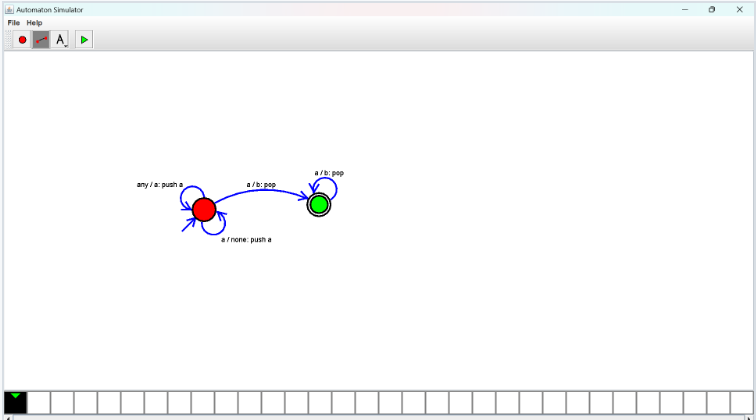 Automaton Simulator
File Help
A
a / b: pop
any / a: push a
a / b: pop
a / none: push a